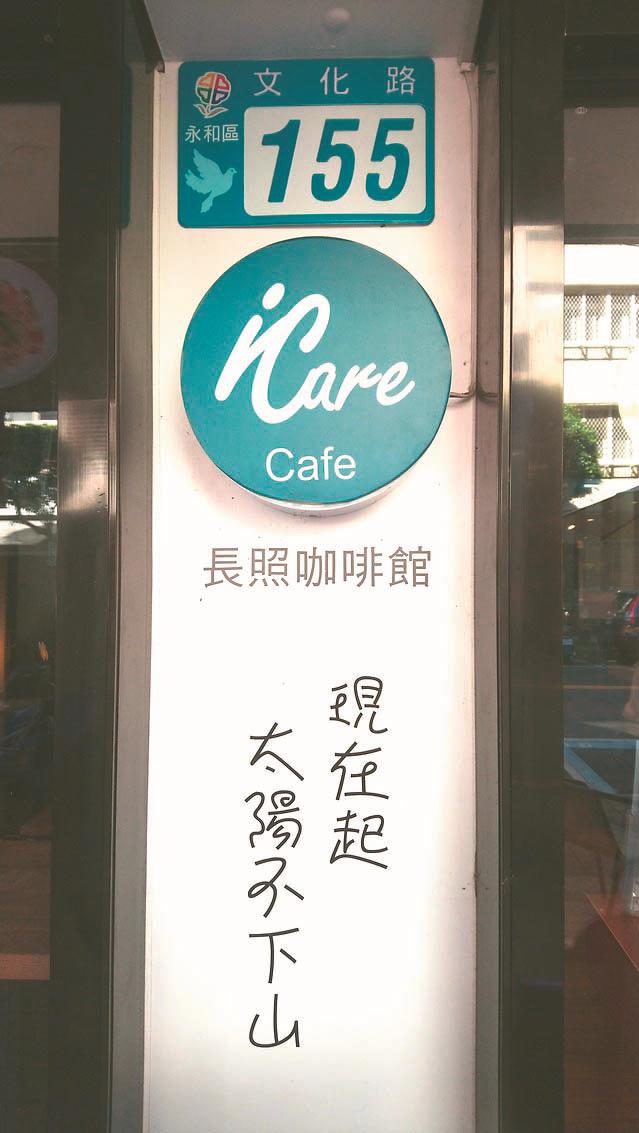 文化路
永和區
155
iCare
Cafe
長照咖啡館
現在起
太陽不下山